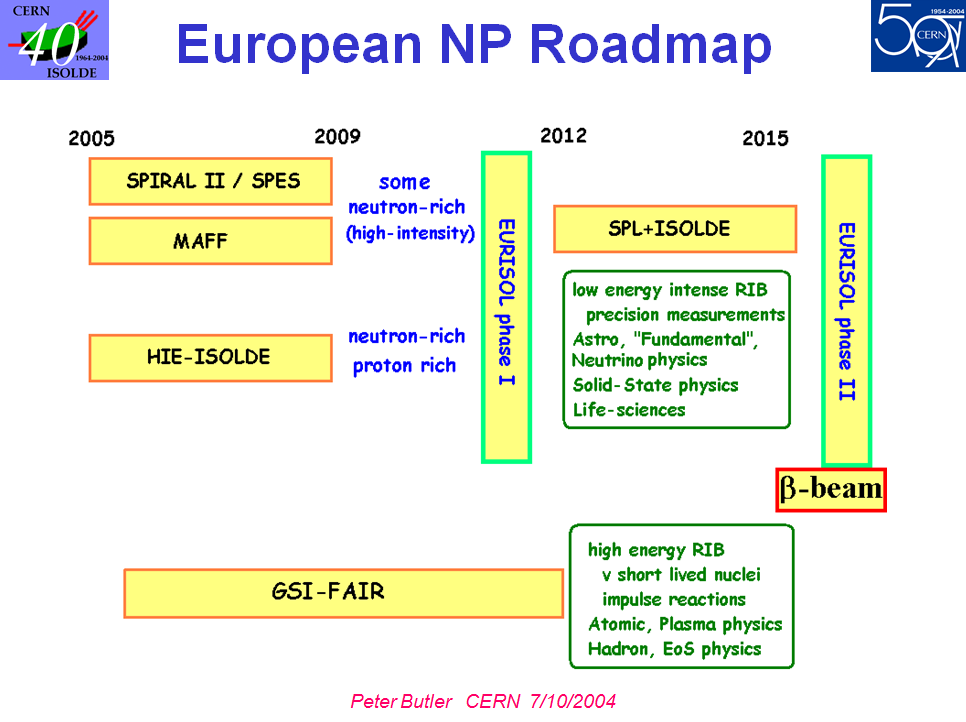 CERN
40
1964-2004
ISOLDE
European NP Roadmap
1954-2004
50
CERN
2005
2009
2012
2015
SPIRAL II / SPES
MAFF
some
neutron-rich
(high-intensity)
HIE-ISOLDE
neutron-rich
proton rich
EURISOL phase I
SPL+ISOLDE
low energy intense RIB
precision measurements
Astro, "Fundamental",
Neutrino physics
Solid-State physics
Life-sciences
EURISOL phase II
β-beam
GSI-FAIR
high energy RIB
v short lived nuclei
impulse reactions
Atomic, Plasma physics
Hadron, EoS physics
Peter Butler CERN 7/10/2004